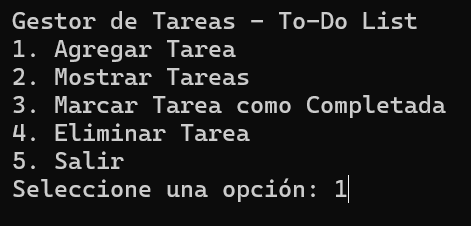 Gestor de Tareas - To-Do List
1. Agregar Tarea
2. Mostrar Tareas
3. Marcar Tarea como Completada
4. Eliminar Tarea
5. Salir
Seleccione una opción: 1